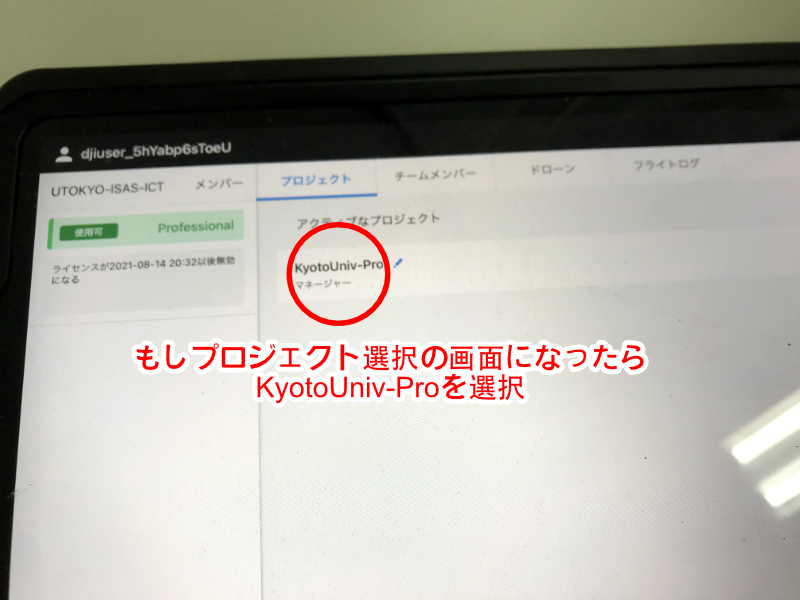 djiuser_5hYabp6sToeU
UTOKYO-ISAS-ICT メンバー
使用可 Professional
ライセンスが2021-08-14 20:32以後無効
になる
プロジェクト チームメンバー ドローン フライトログ
アクティブなプロジェクト
KyotoUniv-Pro
マネージャー
もしプロジェクト選択の画面になったら
KyotoUniv-Proを選択